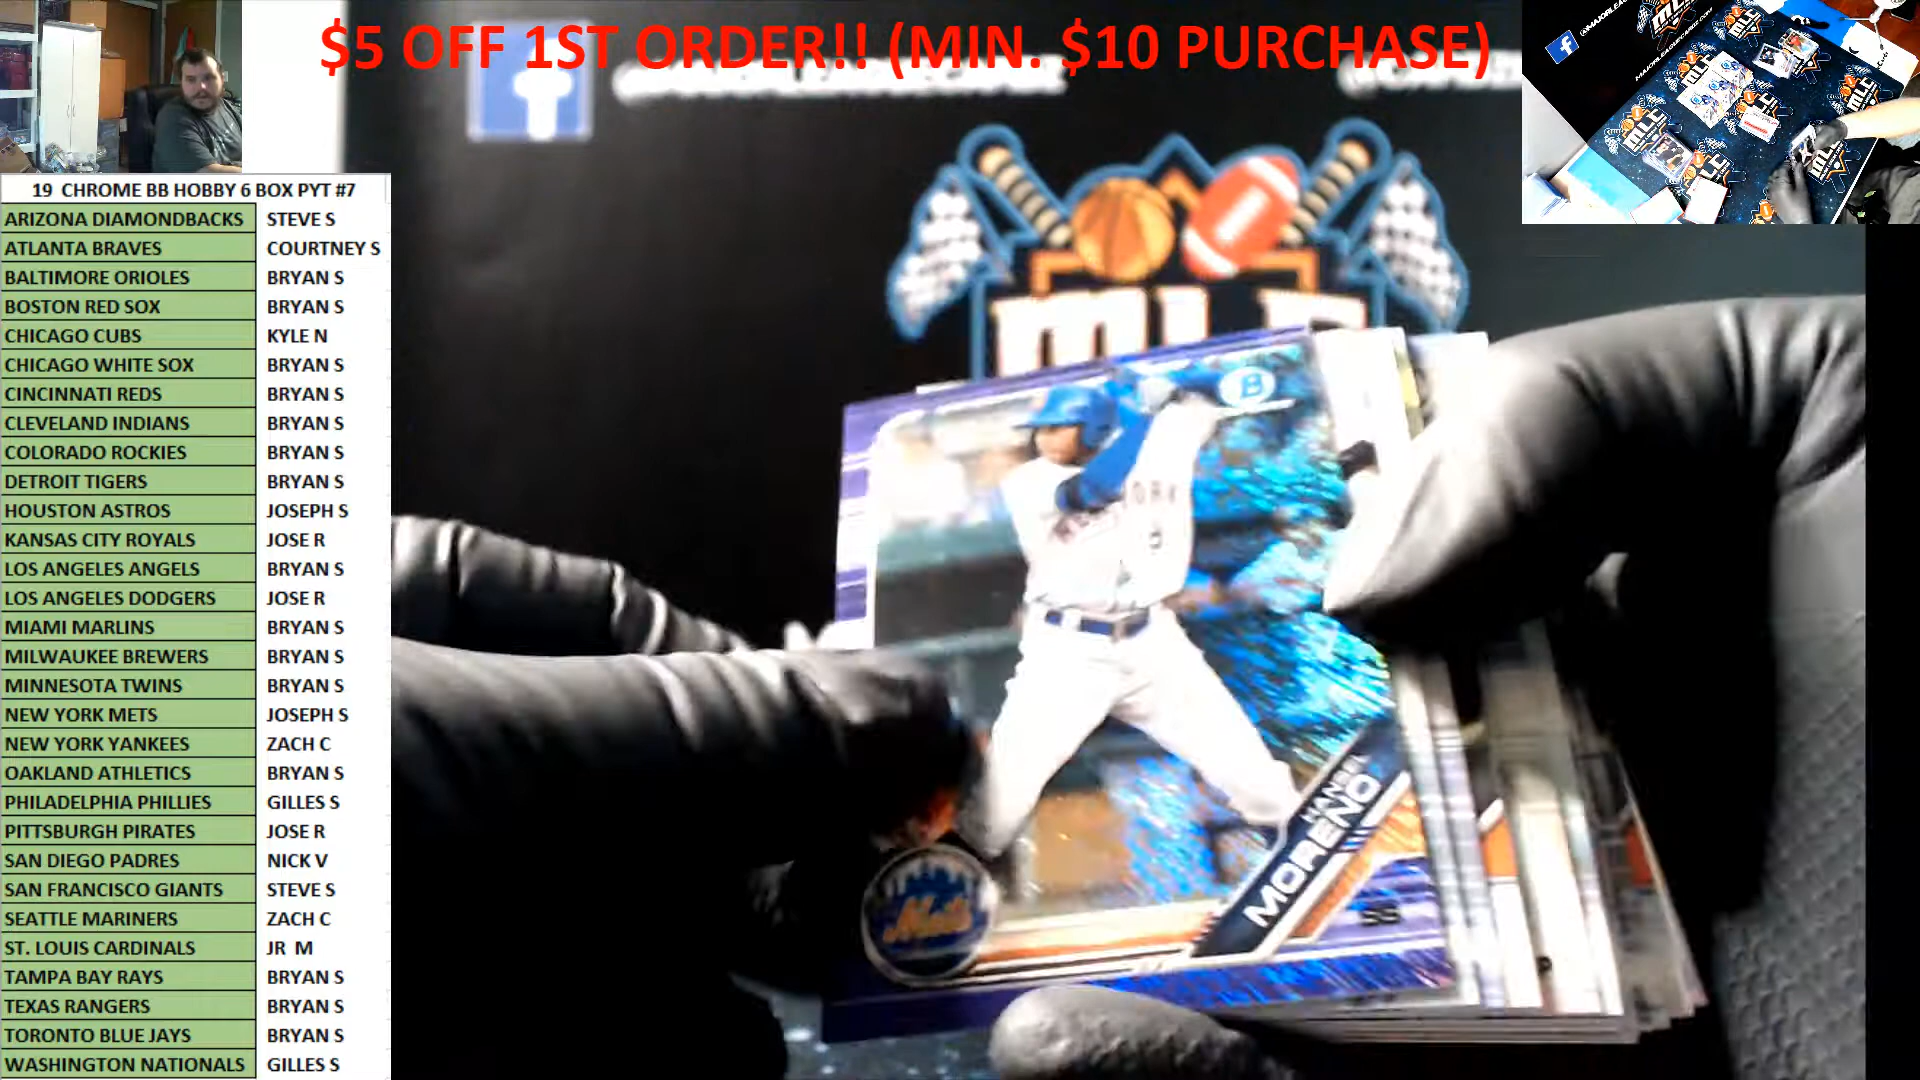 $5 OFF 1ST ORDER!! (MIN. $10 PURCHASE)
19 CHROME BB HOBBY 6 BOX PYT #7
ARIZONA DIAMONDBACKS STEVE S
ATLANTA BRAVES COURTNEY S
BALTIMORE ORIOLES BRYAN S
BOSTON RED SOX BRYAN S
CHICAGO CUBS KYLE N
CHICAGO WHITE SOX BRYAN S
CINCINNATI REDS BRYAN S
CLEVELAND INDIANS BRYAN S
COLORADO ROCKIES BRYAN S
DETROIT TIGERS BRYAN S
HOUSTON ASTROS JOSEPH S
KANSAS CITY ROYALS JOSE R
LOS ANGELES ANGELS BRYAN S
LOS ANGELES DODGERS JOSE R
MIAMI MARLINS BRYAN S
MILWAUKEE BREWERS BRYAN S
MINNESOTA TWINS BRYAN S
NEW YORK METS JOSEPH S
NEW YORK YANKEES ZACH C
OAKLAND ATHLETICS BRYAN S
PHILADELPHIA PHILLIES GILLES S
PITTSBURGH PIRATES JOSE R
SAN DIEGO PADRES NICK V
SAN FRANCISCO GIANTS STEVE S
SEATTLE MARINERS ZACH C
ST. LOUIS CARDINALS JR M
TAMPA BAY RAYS BRYAN S
TEXAS RANGERS BRYAN S
TORONTO BLUE JAYS BRYAN S
WASHINGTON NATIONALS GILLES S
MLC
B
HANSEL
MORENO
SS
Mets